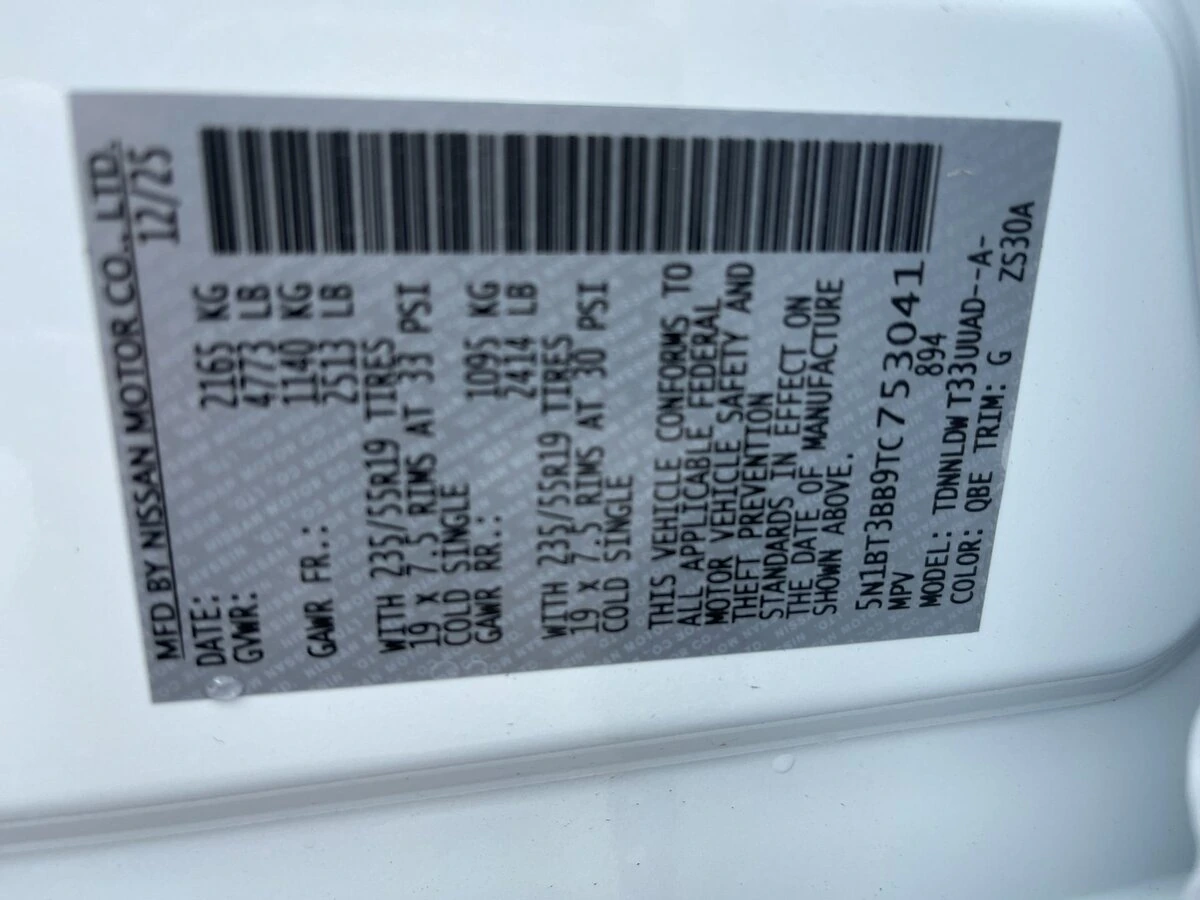 MFD BY NISSAN MOTOR CO., LTD.
DATE: 12/25
GVWR: 2165 KG
4773 LB
GAWR FR.: 1140 KG
2513 LB
WITH 235/55R19 TIRES
19 x 7.5 RIMS AT 33 PSI
COLD SINGLE
GAWR RR.: 1095 KG
2414 LB
WITH 235/55R19 TIRES
19 x 7.5 RIMS AT 30 PSI
COLD SINGLE
THIS VEHICLE CONFORMS TO
ALL APPLICABLE FEDERAL
MOTOR VEHICLE SAFETY AND
THEFT PREVENTION
STANDARDS IN EFFECT ON
THE DATE OF MANUFACTURE
SHOWN ABOVE.
5N1BT3BB9TC753041
MPV 894
MODEL: TDNNLDW T33UUAD--A-
COLOR: QBE TRIM: G ZS30A